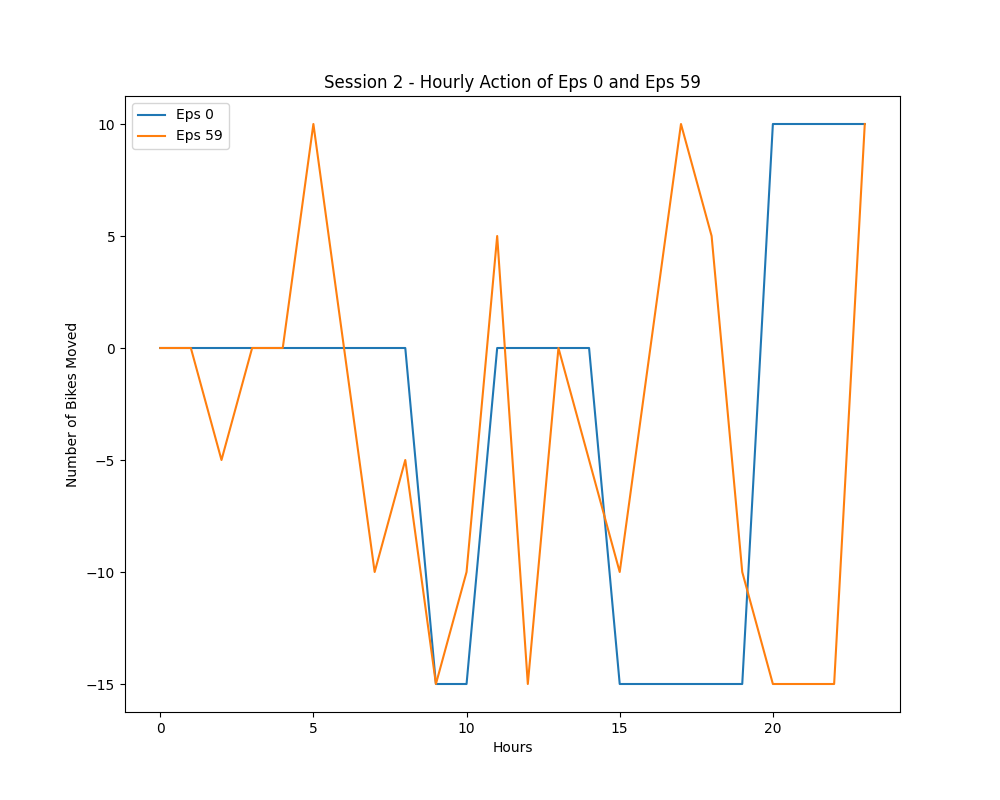 Session 2 - Hourly Action of Eps 0 and Eps 59
Eps 0
Eps 59
10
5
0
−5
−10
−15
Number of Bikes Moved
0 5 10 15 20
Hours